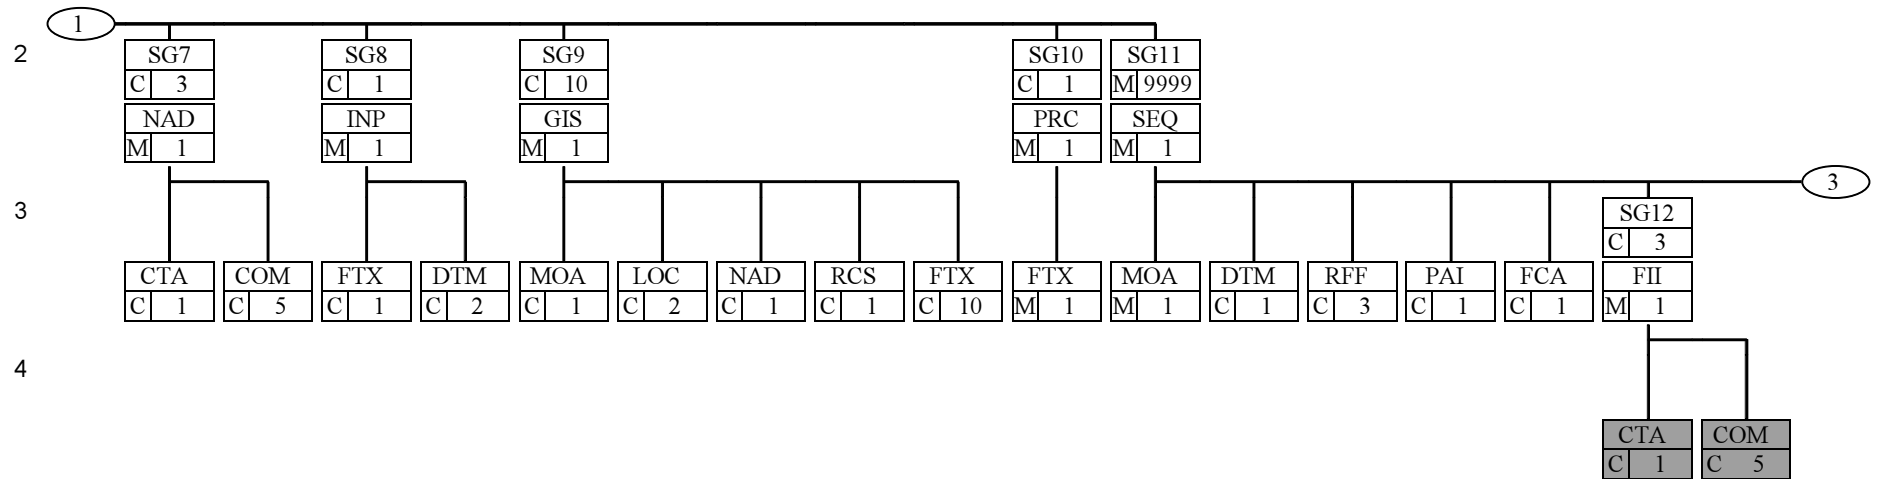 1
2
SG7 SG8 SG9 SG10 SG11
C 3 C 1 C 10 C 1 M 9999
NAD INP GIS PRC SEQ
M 1 M 1 M 1 M 1 M 1
3
3
SG12
C 3
CTA COM FTX DTM MOA LOC NAD RCS FTX FTX MOA DTM RFF PAI FCA FII
C 1 C 5 C 1 C 2 C 1 C 2 C 1 C 1 C 10 M 1 M 1 C 1 C 3 C 1 C 1 M 1
4
CTA COM
C 1 C 5